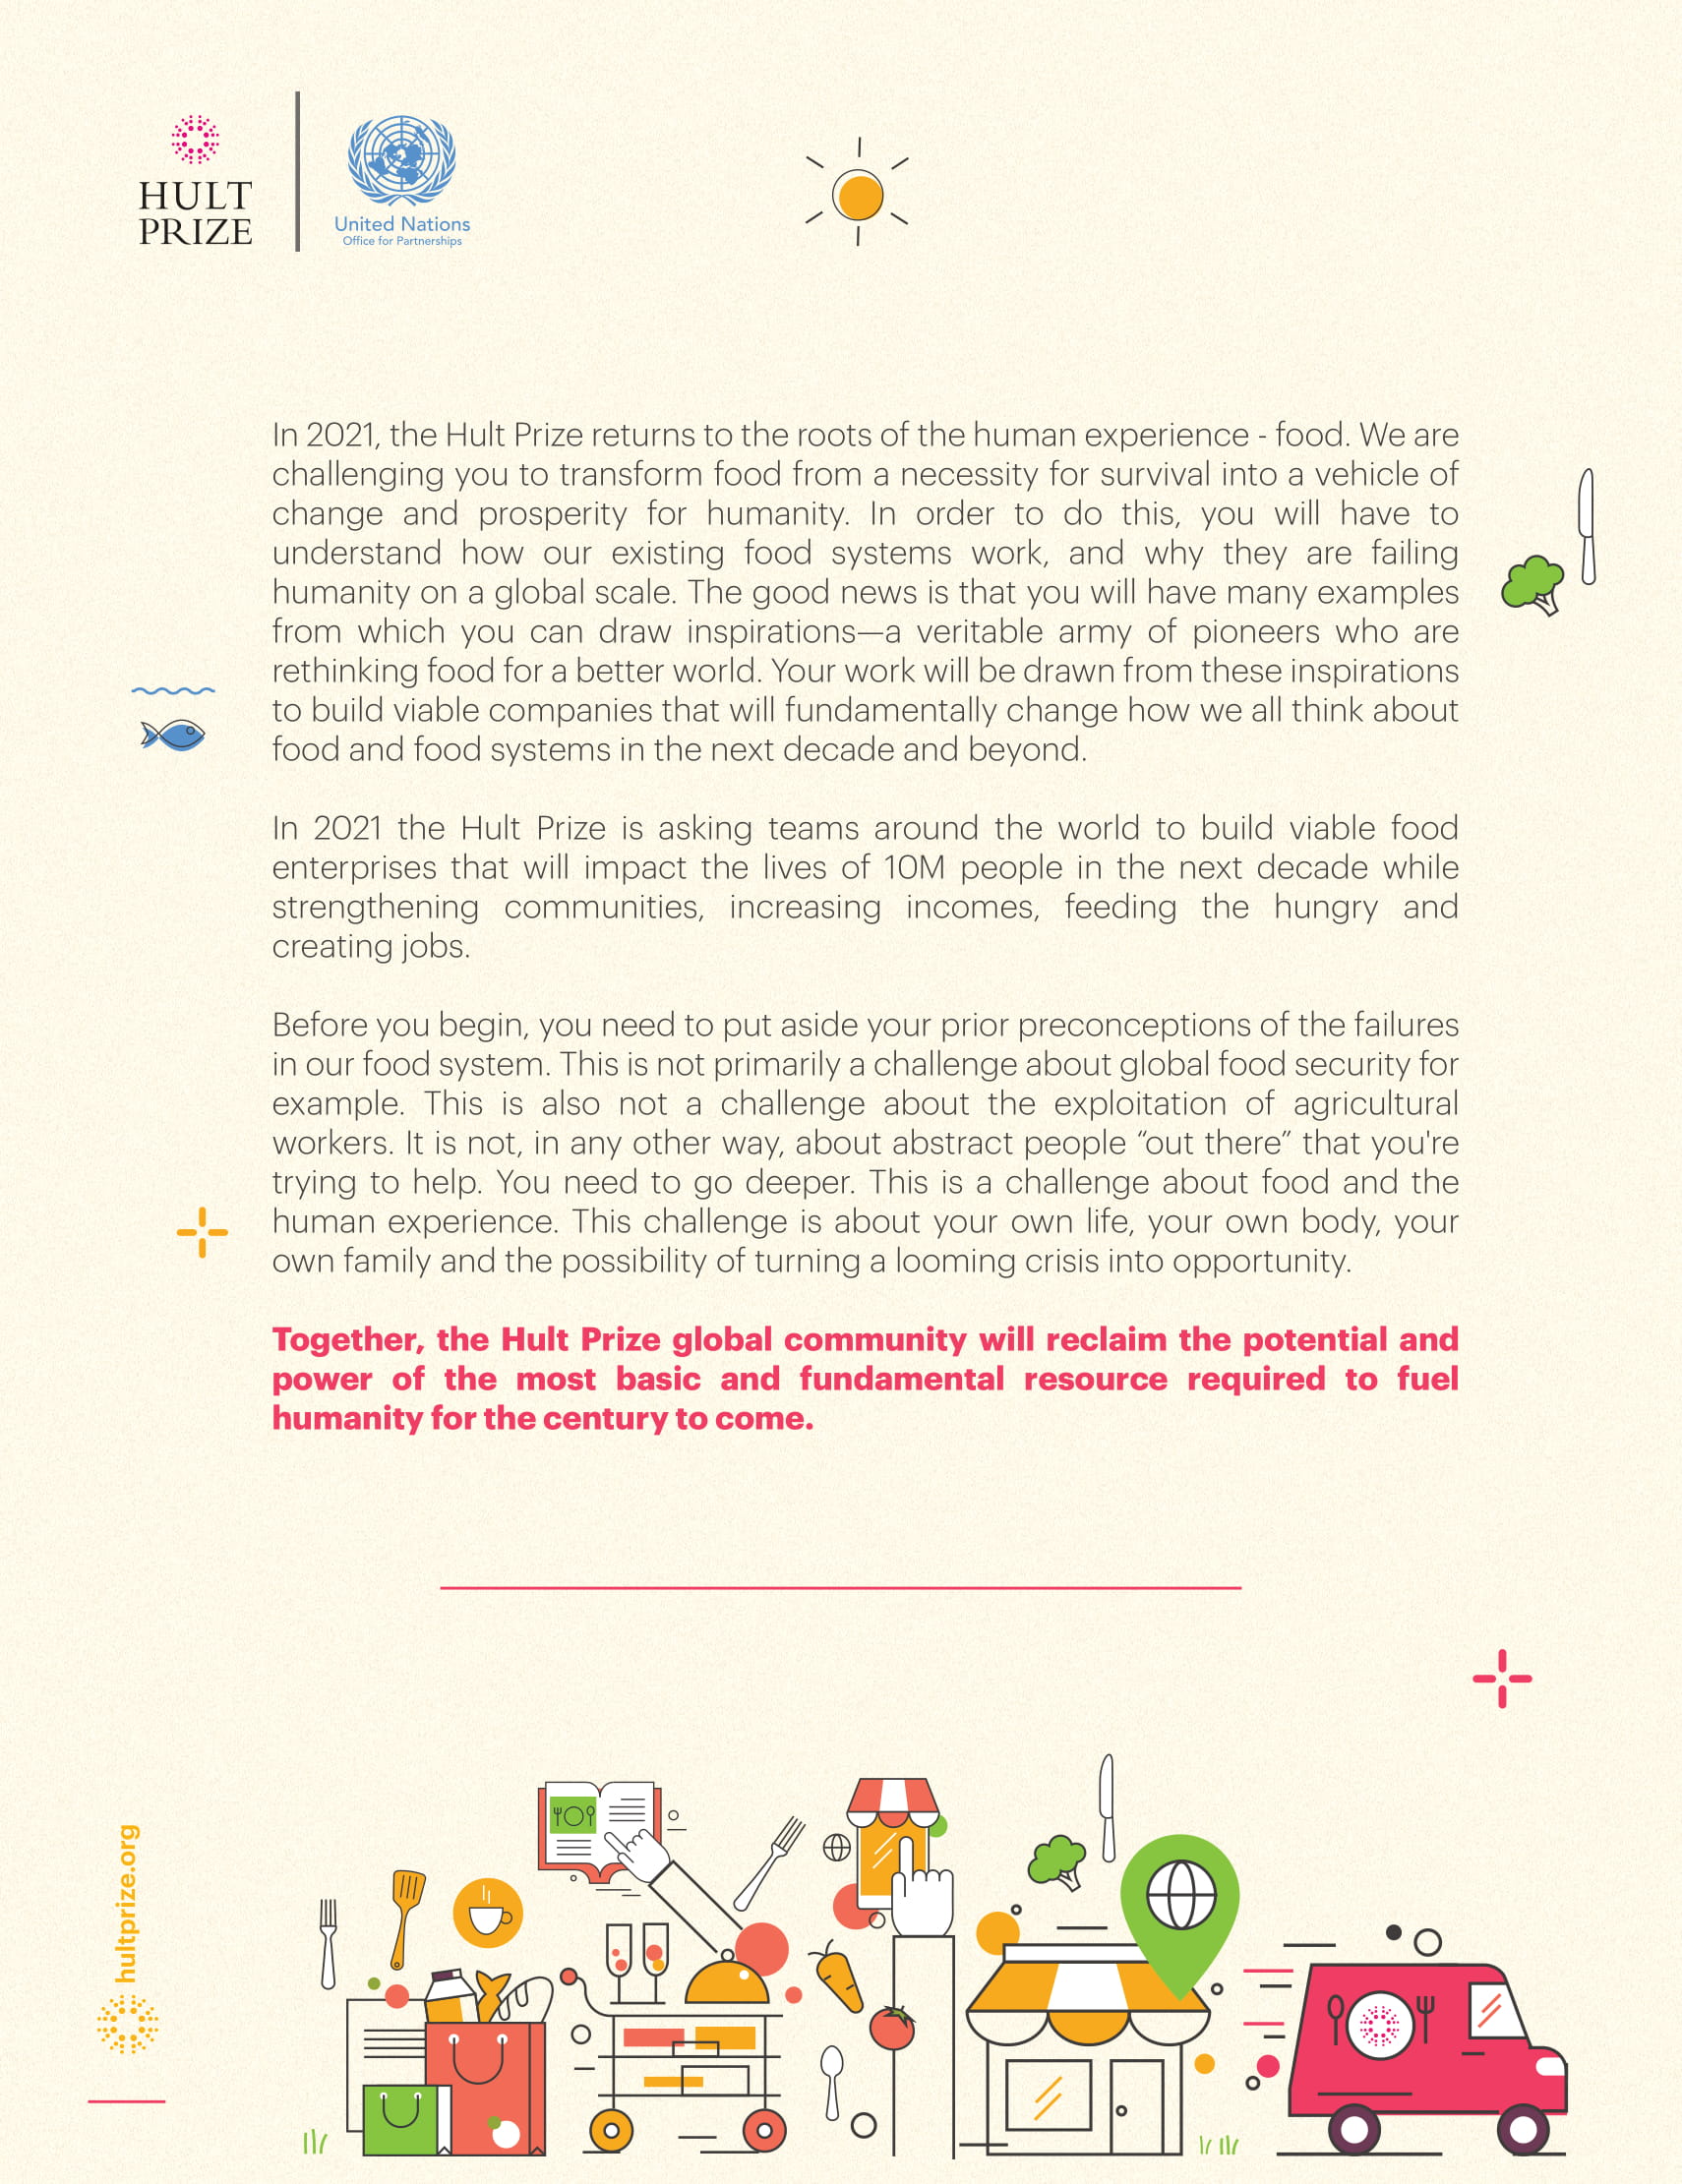 HULT
PRIZE
United Nations
Office for Partnerships
In 2021, the Hult Prize returns to the roots of the human experience - food. We are
challenging you to transform food from a necessity for survival into a vehicle of
change and prosperity for humanity. In order to do this, you will have to
understand how our existing food systems work, and why they are failing
humanity on a global scale. The good news is that you will have many examples
from which you can draw inspirations—a veritable army of pioneers who are
rethinking food for a better world. Your work will be drawn from these inspirations
to build viable companies that will fundamentally change how we all think about
food and food systems in the next decade and beyond.
In 2021 the Hult Prize is asking teams around the world to build viable food
enterprises that will impact the lives of 10M people in the next decade while
strengthening communities, increasing incomes, feeding the hungry and
creating jobs.
Before you begin, you need to put aside your prior preconceptions of the failures
in our food system. This is not primarily a challenge about global food security for
example. This is also not a challenge about the exploitation of agricultural
workers. It is not, in any other way, about abstract people “out there” that you're
trying to help. You need to go deeper. This is a challenge about food and the
human experience. This challenge is about your own life, your own body, your
own family and the possibility of turning a looming crisis into opportunity.
Together, the Hult Prize global community will reclaim the potential and
power of the most basic and fundamental resource required to fuel
humanity for the century to come.
hultprize.org